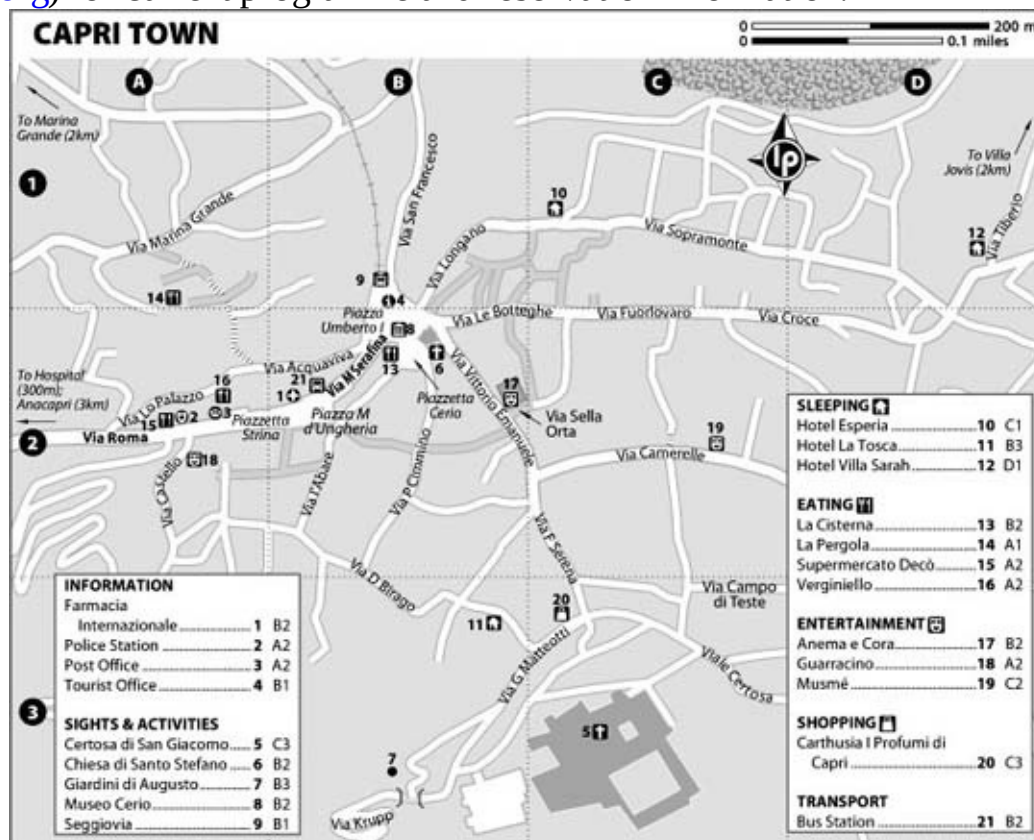 CAPRI TOWN
0 200 m
0 0.1 miles
A
B
C
D
To Marina
Grande (2km)
lp
To Villa
Jovis (2km)
1
Via San Francesco
10
Via Marina Grande
Via Longano
Via Sopramonte
12
Via Tiberio
9
14
4
Piazza
Umberto I
8
Via Le Botteghe
Via Fuorlovaro
Via Croce
Via Acquaviva
Via M Serafina
13
6
Via Vittorio Emanuele
To Hospital
(300m);
Anacapri (3km)
16
21
1
Via Lo Palazzo
15
2
3
Piazzetta
Strina
Piazza M
d'Ungheria
Piazzetta
Cerio
17
Via Sella
Orta
19
2
Via Roma
18
Via Castello
Via l'Abare
Via P Cimmino
Via Camerelle
Via F Serena
Via D Birago
Via Campo
di Teste
20
11
Via G Matteotti
Viale Certosa
3
5
7
Via Krupp
INFORMATION
Farmacia
Internazionale 1 B2
Police Station 2 A2
Post Office 3 A2
Tourist Office 4 B1
SIGHTS & ACTIVITIES
Certosa di San Giacomo 5 C3
Chiesa di Santo Stefano 6 B2
Giardini di Augusto 7 B3
Museo Cerio 8 B2
Seggiovia 9 B1
SLEEPING
Hotel Esperia 10 C1
Hotel La Tosca 11 B3
Hotel Villa Sarah 12 D1
EATING
La Cisterna 13 B2
La Pergola 14 A1
Supermercato Decò 15 A2
Verginiello 16 A2
ENTERTAINMENT
Anema e Cora 17 B2
Guarracino 18 A2
Musmé 19 C2
SHOPPING
Carthusia I Profumi di
Capri 20 C3
TRANSPORT
Bus Station 21 B2